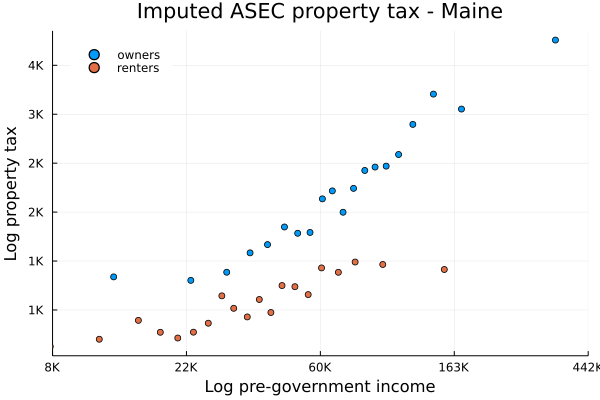 Imputed ASEC property tax - Maine
owners
renters
4K
3K
2K
2K
1K
1K
Log property tax
8K 22K 60K 163K 442K
Log pre-government income